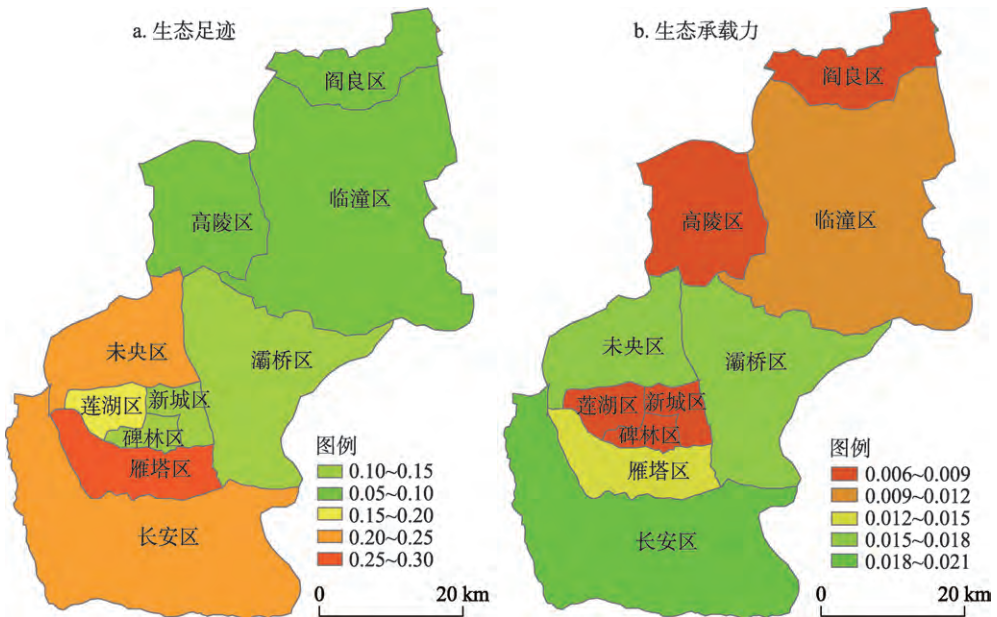 a. 生态足迹
阎良区
临潼区
高陵区
未央区
灞桥区
莲湖区
新城区
碑林区
雁塔区
长安区
图例
0.10~0.15
0.05~0.10
0.15~0.20
0.20~0.25
0.25~0.30
0 20 km
b. 生态承载力
阎良区
临潼区
高陵区
未央区
灞桥区
莲湖区
新城区
碑林区
雁塔区
长安区
图例
0.006~0.009
0.009~0.012
0.012~0.015
0.015~0.018
0.018~0.021
0 20 km